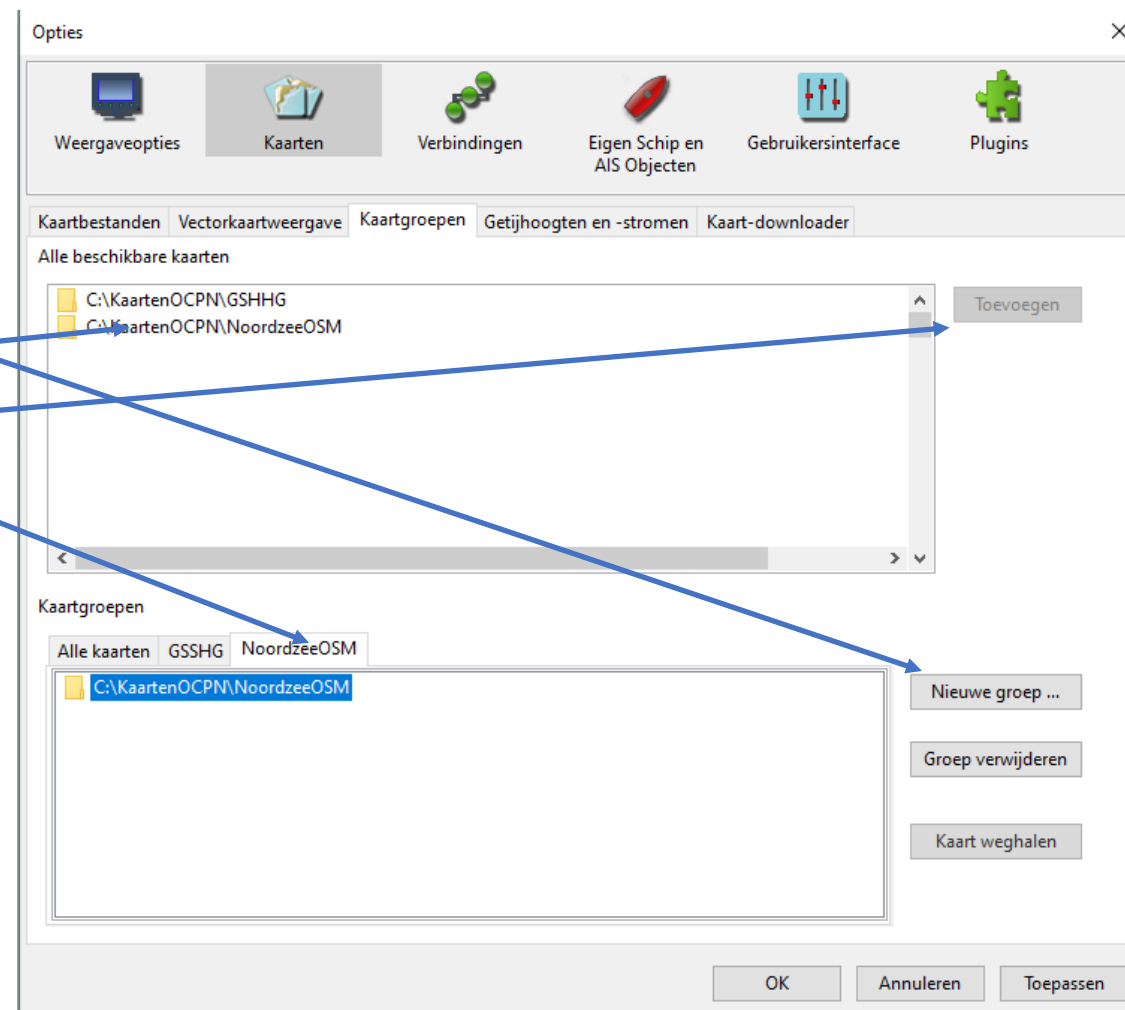 Opties
Weergaveopties
Kaarten
Verbindingen
Eigen Schip en
AIS Objecten
Gebruikersinterface
Plugins
Kaartbestanden
Vectorkaartweergave
Kaartgroepen
Getijhoogten en -stromen
Kaart-downloader
Alle beschikbare kaarten
C:\KaartenOCPN\GSHHG
Toevoegen
C:\KaartenOCPN\NoordzeeOSM
Kaartgroepen
Alle kaarten
GSSHG
NoordzeeOSM
C:\KaartenOCPN\NoordzeeOSM
Nieuwe groep ...
Groep verwijderen
Kaart weghalen
OK
Annuleren
Toepassen